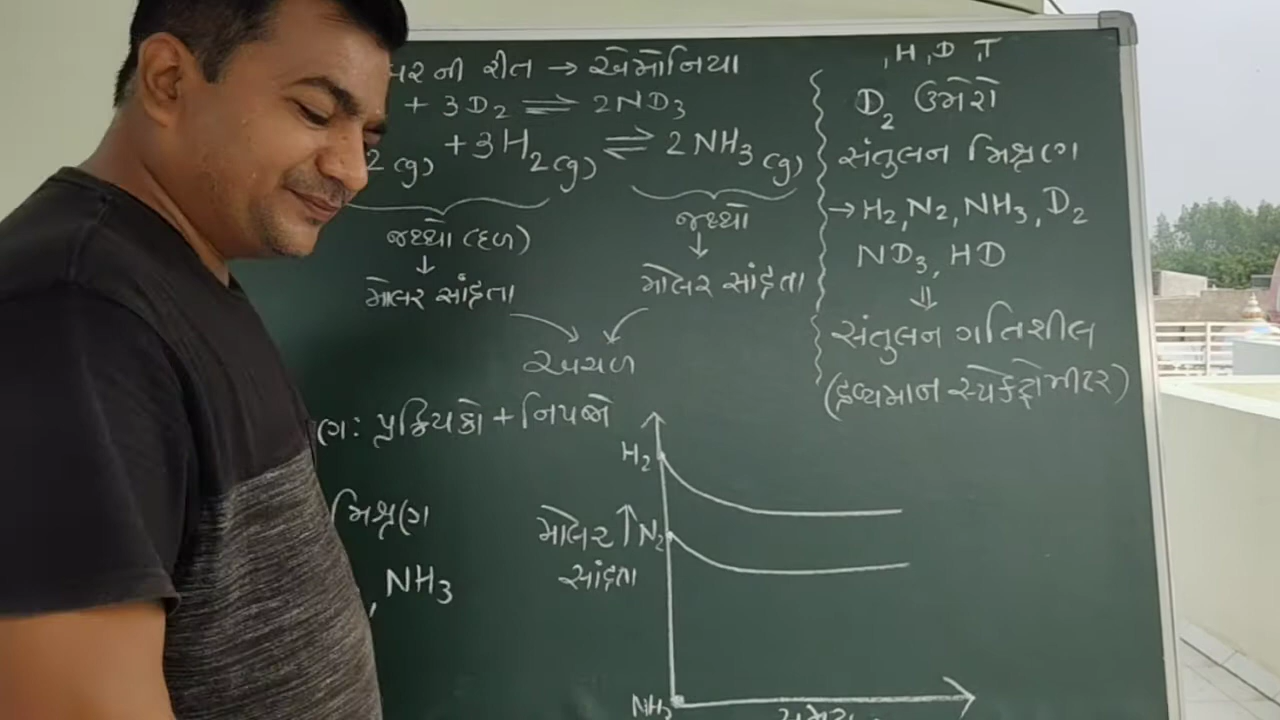 ની રીત → એમોનિયા
+ 3D2 ⇌ 2ND3
2(g) + 3H2(g) ⇌ 2NH3(g)
જથ્થો (દળ)
↓
મોલર સાંદ્રતા
જથ્થો
↓
મોલર સાંદ્રતા
અચળ
ણ: પ્રક્રિયકો + નિપજો
મિશ્રણ
, NH3
H2
મોલર ↑ N2
સાંદ્રતા
NH3
સમય
, H, D, T
D2 ઉમેરો
સંતુલન મિશ્રણ
→ H2, N2, NH3, D2
ND3, HD
⇓
સંતુલન ગતિશીલ
(દ્રવ્યમાન સ્પેક્ટ્રોમીટર)